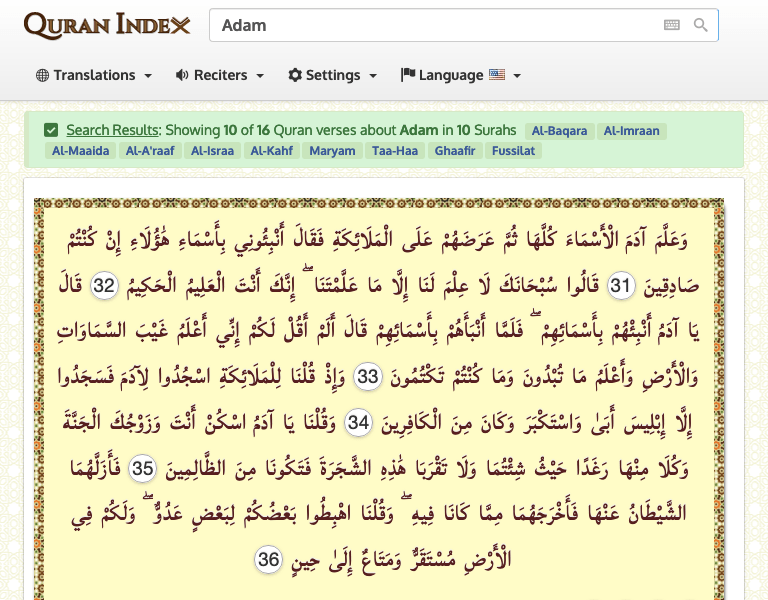 QURAN INDEX
Adam
Translations Reciters Settings Language
Search Results: Showing 10 of 16 Quran verses about Adam in 10 Surahs Al-Baqara Al-Imraan
Al-Maaida Al-A'raaf Al-Israa Al-Kahf Maryam Taa-Haa Ghaafir Fussilat
وَعَلَّمَ آدَمَ الْأَسْمَاءَ كُلَّهَا ثُمَّ عَرَضَهُمْ عَلَى الْمَلَائِكَةِ فَقَالَ أَنْبِئُونِي بِأَسْمَاءِ هَٰؤُلَاءِ إِنْ كُنْتُمْ
صَادِقِينَ 31 قَالُوا سُبْحَانَكَ لَا عِلْمَ لَنَا إِلَّا مَا عَلَّمْتَنَا ۖ إِنَّكَ أَنْتَ الْعَلِيمُ الْحَكِيمُ 32 قَالَ
يَا آدَمُ أَنْبِئْهُمْ بِأَسْمَائِهِمْ ۖ فَلَمَّا أَنْبَأَهُمْ بِأَسْمَائِهِمْ قَالَ أَلَمْ أَقُلْ لَكُمْ إِنِّي أَعْلَمُ غَيْبَ السَّمَاوَاتِ
وَالْأَرْضِ وَأَعْلَمُ مَا تُبْدُونَ وَمَا كُنْتُمْ تَكْتُمُونَ 33 وَإِذْ قُلْنَا لِلْمَلَائِكَةِ اسْجُدُوا لِآدَمَ فَسَجَدُوا
إِلَّا إِبْلِيسَ أَبَىٰ وَاسْتَكْبَرَ وَكَانَ مِنَ الْكَافِرِينَ 34 وَقُلْنَا يَا آدَمُ اسْكُنْ أَنْتَ وَزَوْجُكَ الْجَنَّةَ
وَكُلَا مِنْهَا رَغَدًا حَيْثُ شِئْتُمَا وَلَا تَقْرَبَا هَٰذِهِ الشَّجَرَةَ فَتَكُونَا مِنَ الظَّالِمِينَ 35 فَأَزَلَّهُمَا
الشَّيْطَانُ عَنْهَا فَأَخْرَجَهُمَا مِمَّا كَانَا فِيهِ ۖ وَقُلْنَا اهْبِطُوا بَعْضُكُمْ لِبَعْضٍ عَدُوٌّ ۖ وَلَكُمْ فِي
الْأَرْضِ مُسْتَقَرٌّ وَمَتَاعٌ إِلَىٰ حِينٍ 36